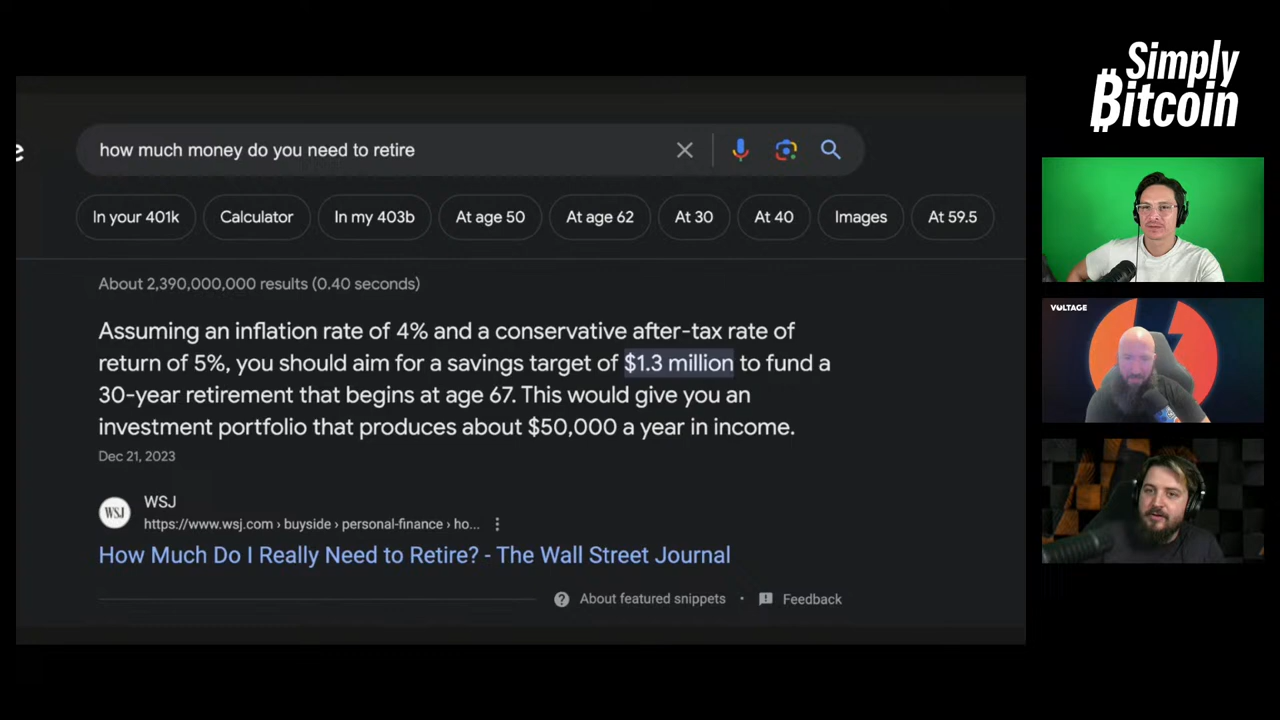 Simply
Bitcoin
e
how much money do you need to retire
In your 401k
Calculator
In my 403b
At age 50
At age 62
At 30
At 40
Images
At 59.5
About 2,390,000,000 results (0.40 seconds)
Assuming an inflation rate of 4% and a conservative after-tax rate of
return of 5%, you should aim for a savings target of $1.3 million to fund a
30-year retirement that begins at age 67. This would give you an
investment portfolio that produces about $50,000 a year in income.
Dec 21, 2023
WSJ
WSJ
https://www.wsj.com › buyside › personal-finance › ho...
How Much Do I Really Need to Retire? - The Wall Street Journal
About featured snippets • Feedback
VOLTAGE